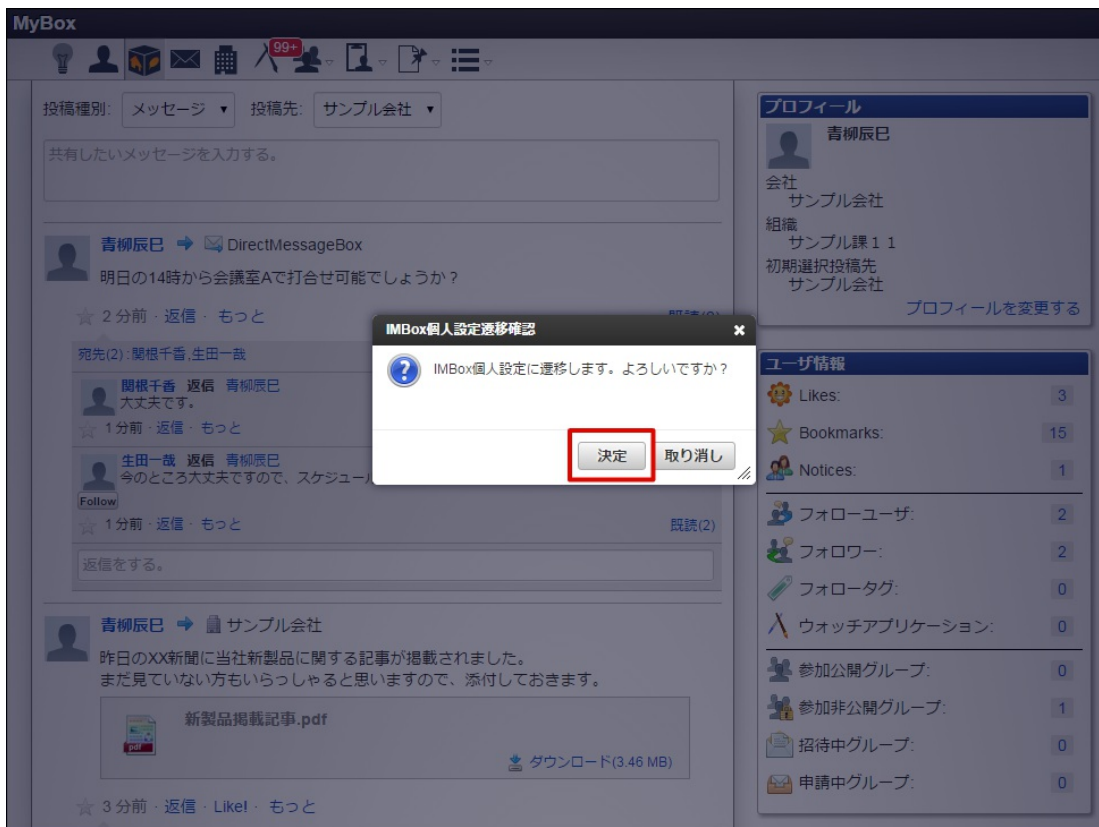 MyBox
99+
投稿種別: メッセージ ▼ 投稿先: サンプル会社 ▼
共有したいメッセージを入力する。
青柳辰巳 DirectMessageBox
明日の14時から会議室Aで打合せ可能でしょうか？
2 分前 · 返信 · もっと
宛先(2):関根千香,生田一哉
関根千香 返信 青柳辰巳
大丈夫です。
1 分前 · 返信 · もっと
生田一哉 返信 青柳辰巳
今のところ大丈夫ですので、スケジュール
Follow
1 分前 · 返信 · もっと 既読(2)
返信をする。
青柳辰巳 サンプル会社
昨日のXX新聞に当社新製品に関する記事が掲載されました。
まだ見ていない方もいらっしゃると思いますので、添付しておきます。
新製品掲載記事.pdf
pdf
ダウンロード(3.46 MB)
3 分前 · 返信 · Like! · もっと
IMBox個人設定遷移確認
IMBox個人設定に遷移します。よろしいですか？
決定 取り消し
プロフィール
青柳辰巳
会社
サンプル会社
組織
サンプル課１１
初期選択投稿先
サンプル会社
プロフィールを変更する
ユーザ情報
Likes: 3
Bookmarks: 15
Notices: 1
フォローユーザ: 2
フォロワー: 2
フォロータグ: 0
ウォッチアプリケーション: 0
参加公開グループ: 0
参加非公開グループ: 1
招待中グループ: 0
申請中グループ: 0